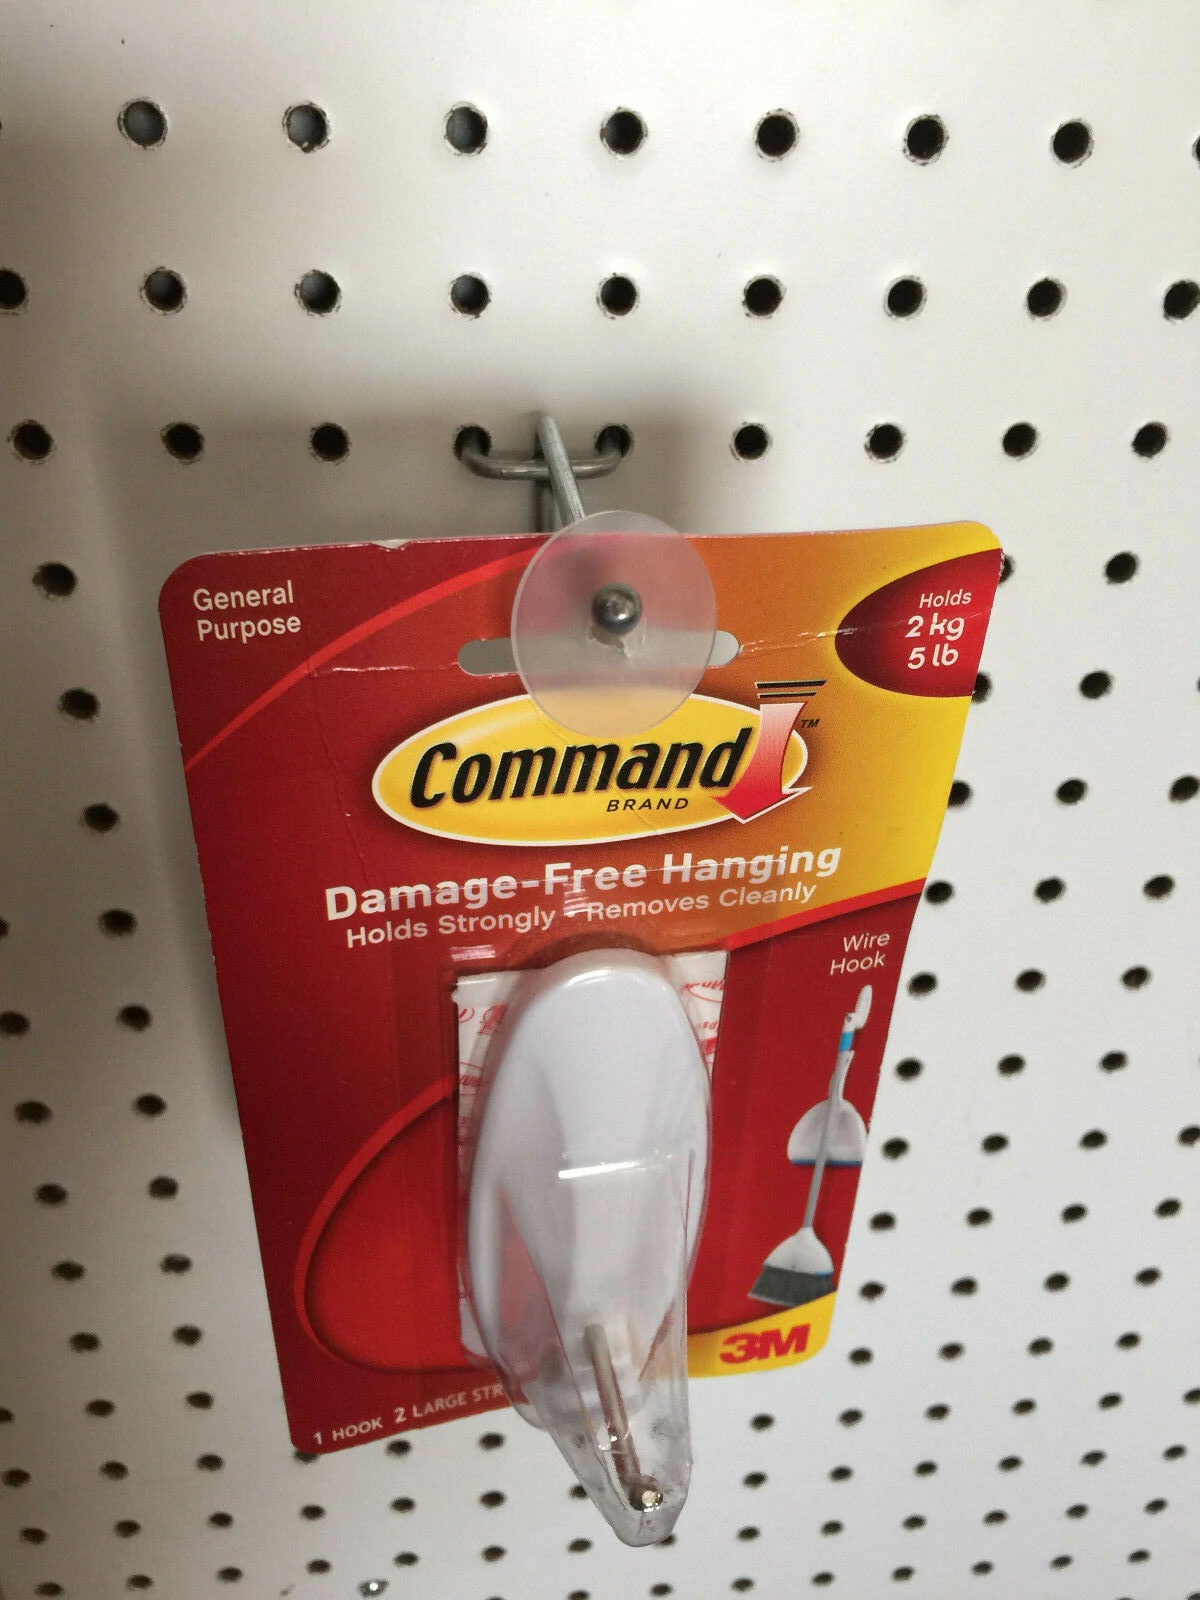 General
Purpose
Holds
2 kg
5 lb
Command
TM
BRAND
Damage-Free Hanging
Holds Strongly • Removes Cleanly
Wire
Hook
3M
1 HOOK 2 LARGE